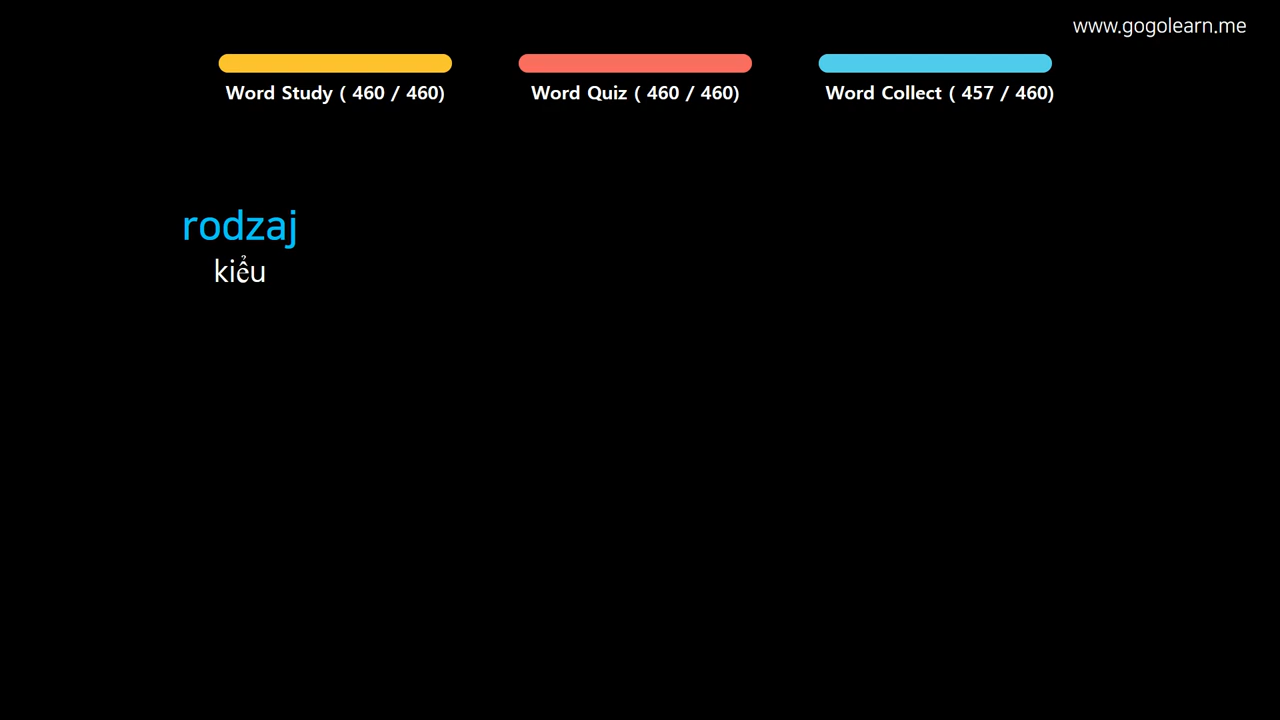 www.gogolearn.me
Word Study ( 460 / 460)
Word Quiz ( 460 / 460)
Word Collect ( 457 / 460)
rodzaj
kiểu